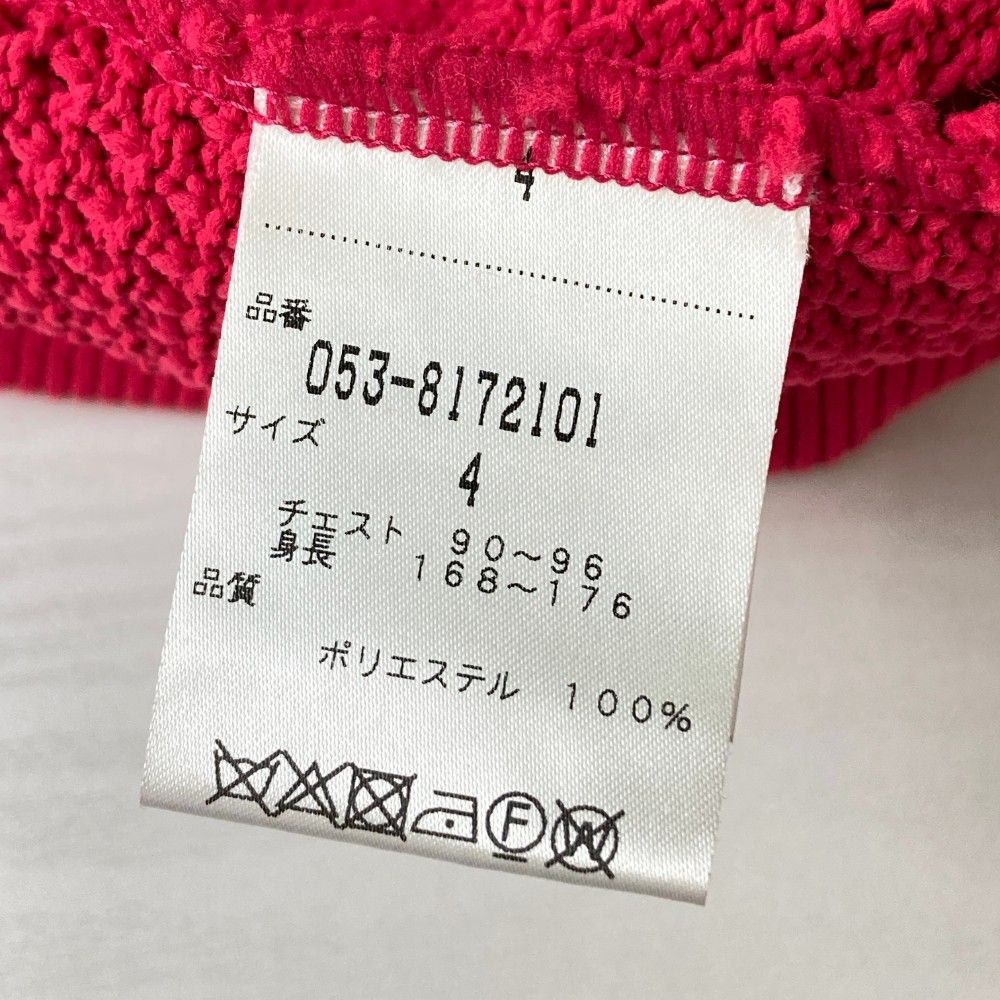 4
品番
053-8172101
サイズ
4
チェスト 90～96
身長 168～176
品質
ポリエステル 100%
F
W